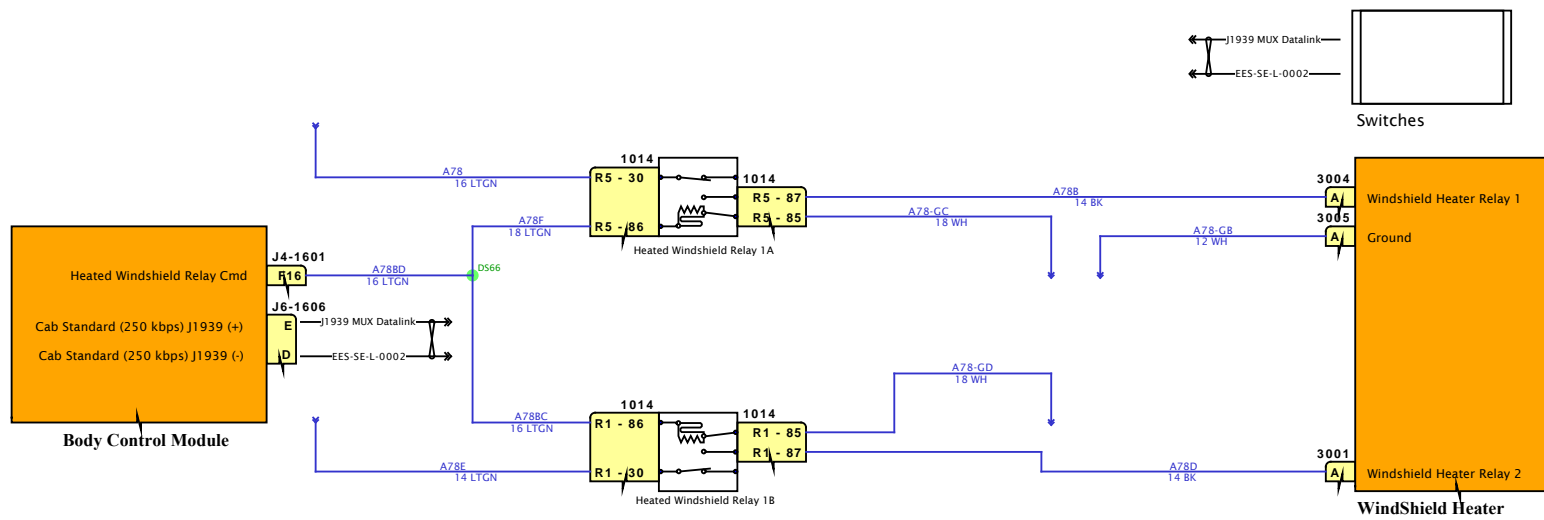 J1939 MUX Datalink
EES-SE-L-0002
Switches
A78
16 LTGN
1014
R5 - 30
R5 - 86
1014
R5 - 87
R5 - 85
Heated Windshield Relay 1A
A78F
18 LTGN
A78B
14 BK
A78-GC
18 WH
A78-GB
12 WH
3004
A
Windshield Heater Relay 1
3005
A
Ground
Heated Windshield Relay Cmd
J4-1601
F16
A78BD
16 LTGN
DS66
J6-1606
Cab Standard (250 kbps) J1939 (+)
E
J1939 MUX Datalink
Cab Standard (250 kbps) J1939 (-)
D
EES-SE-L-0002
Body Control Module
A78-GD
18 WH
A78BC
16 LTGN
1014
R1 - 86
R1 - 30
1014
R1 - 85
R1 - 87
A78E
14 LTGN
Heated Windshield Relay 1B
A78D
14 BK
3001
A
Windshield Heater Relay 2
WindShield Heater